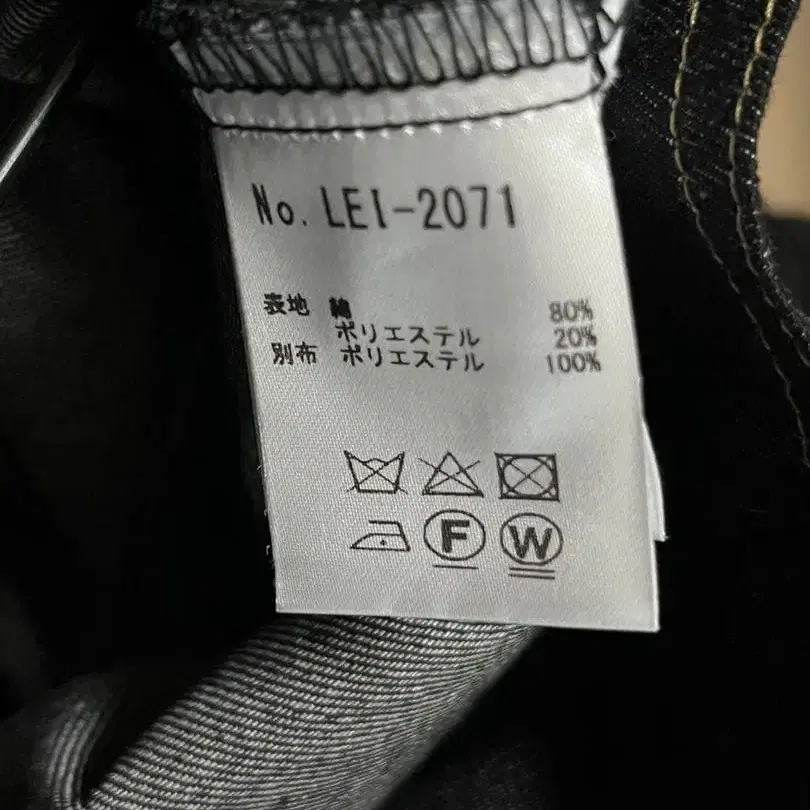 No. LEI-2071
表地 綿 80%
ポリエステル 20%
別布 ポリエステル 100%
F W